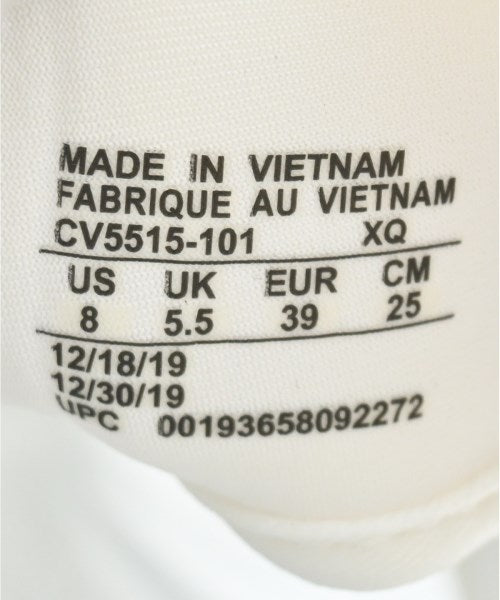 MADE IN VIETNAM
FABRIQUE AU VIETNAM
CV5515-101 XQ
US UK EUR CM
8 5.5 39 25
12/18/19
12/30/19
UPC 00193658092272